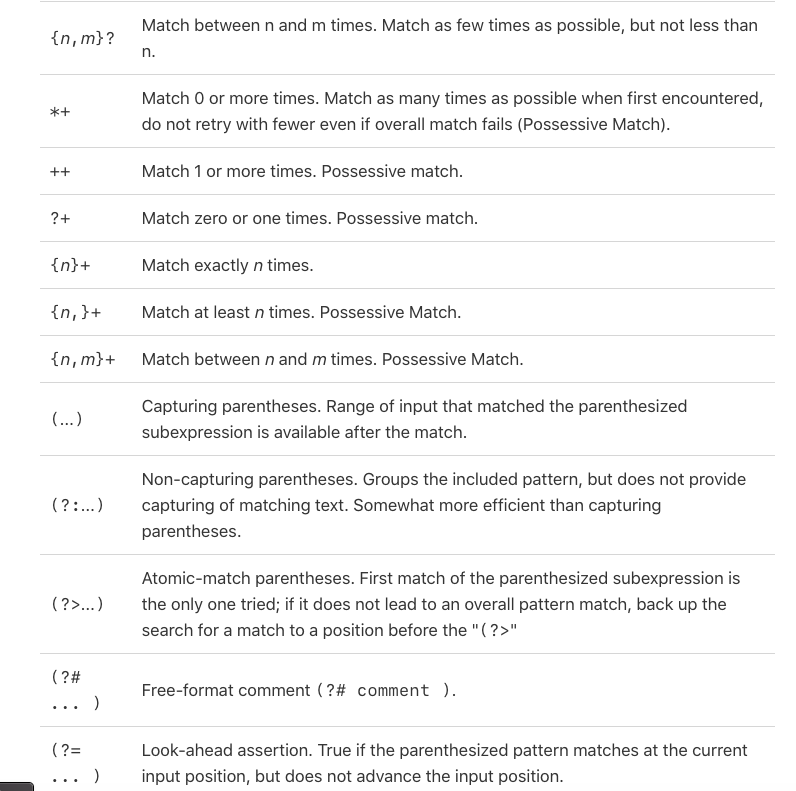 {n,m}? Match between n and m times. Match as few times as possible, but not less than
n.
*+ Match 0 or more times. Match as many times as possible when first encountered,
do not retry with fewer even if overall match fails (Possessive Match).
++ Match 1 or more times. Possessive match.
?+ Match zero or one times. Possessive match.
{n}+ Match exactly n times.
{n,}+ Match at least n times. Possessive Match.
{n,m}+ Match between n and m times. Possessive Match.
(…) Capturing parentheses. Range of input that matched the parenthesized
subexpression is available after the match.
(?:…) Non-capturing parentheses. Groups the included pattern, but does not provide
capturing of matching text. Somewhat more efficient than capturing
parentheses.
(?>…) Atomic-match parentheses. First match of the parenthesized subexpression is
the only one tried; if it does not lead to an overall pattern match, back up the
search for a match to a position before the "(?>"
(?#
... )
Free-format comment (?# comment ).
(?=
... )
Look-ahead assertion. True if the parenthesized pattern matches at the current
input position, but does not advance the input position.